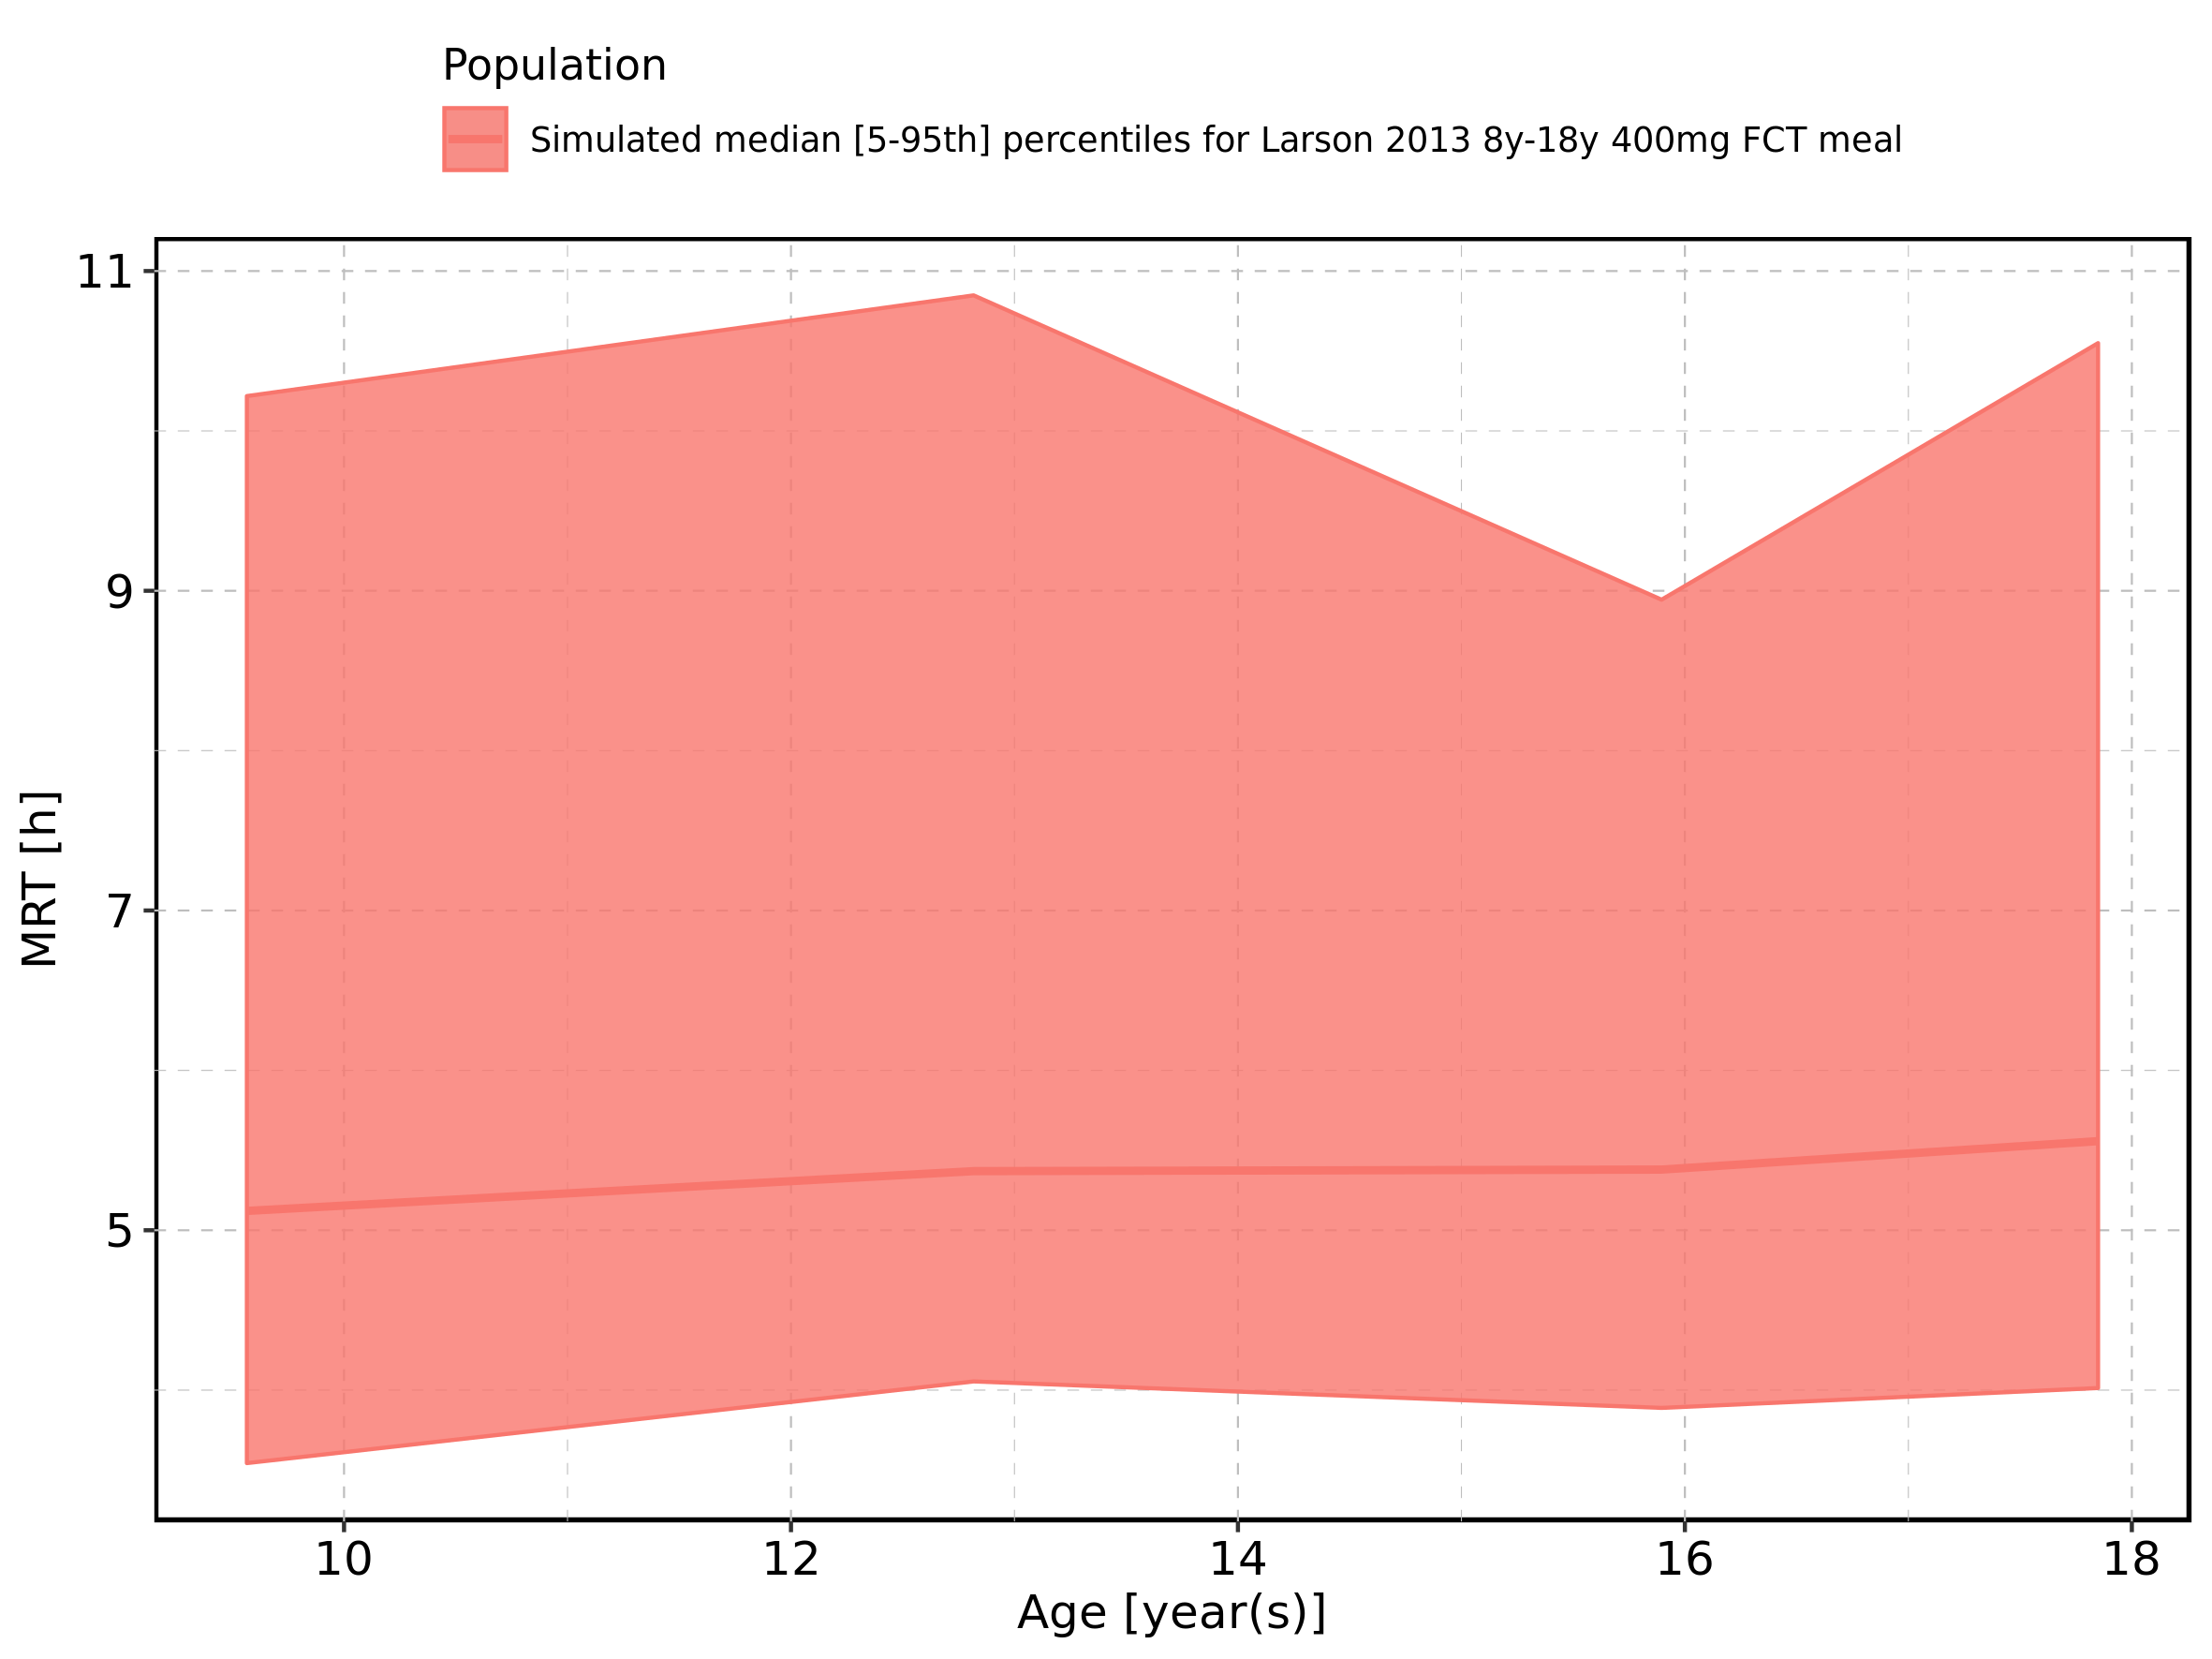 Population
Simulated median [5-95th] percentiles for Larson 2013 8y-18y 400mg FCT meal
11
9
7
5
MRT [h]
10 12 14 16 18
Age [year(s)]